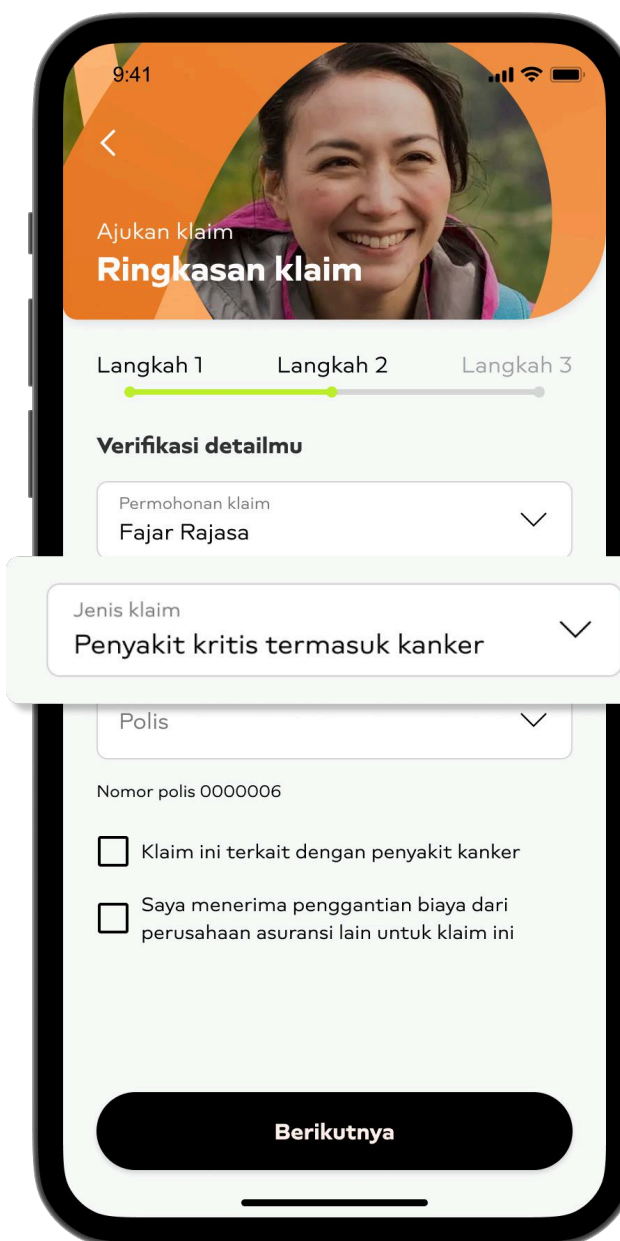 9:41
Ajukan klaim
Ringkasan klaim
Langkah 1 Langkah 2 Langkah 3
Verifikasi detailmu
Permohonan klaim
Fajar Rajasa
Jenis klaim
Penyakit kritis termasuk kanker
Polis
Nomor polis 0000006
Klaim ini terkait dengan penyakit kanker
Saya menerima penggantian biaya dari
perusahaan asuransi lain untuk klaim ini
Berikutnya